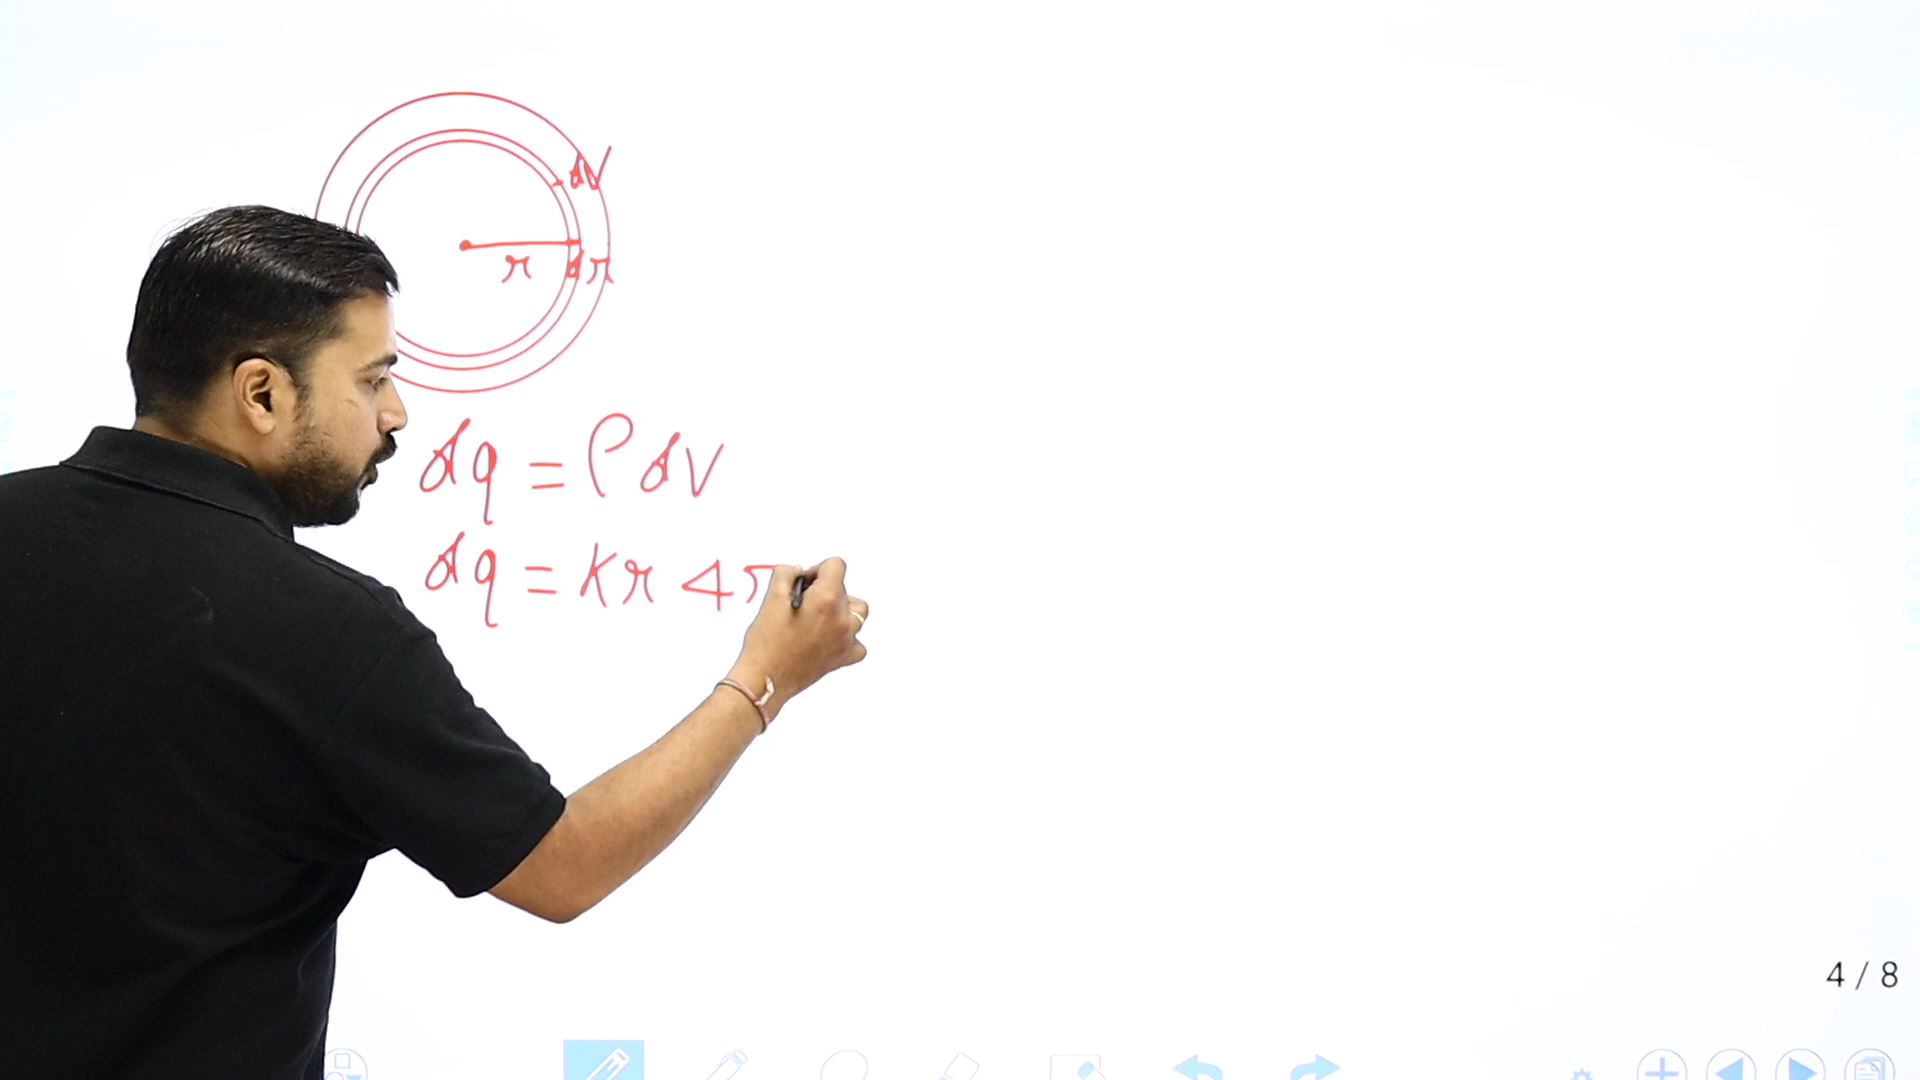 dV
r dr
dq = ρ dV
dq = Kr 4π
4 / 8